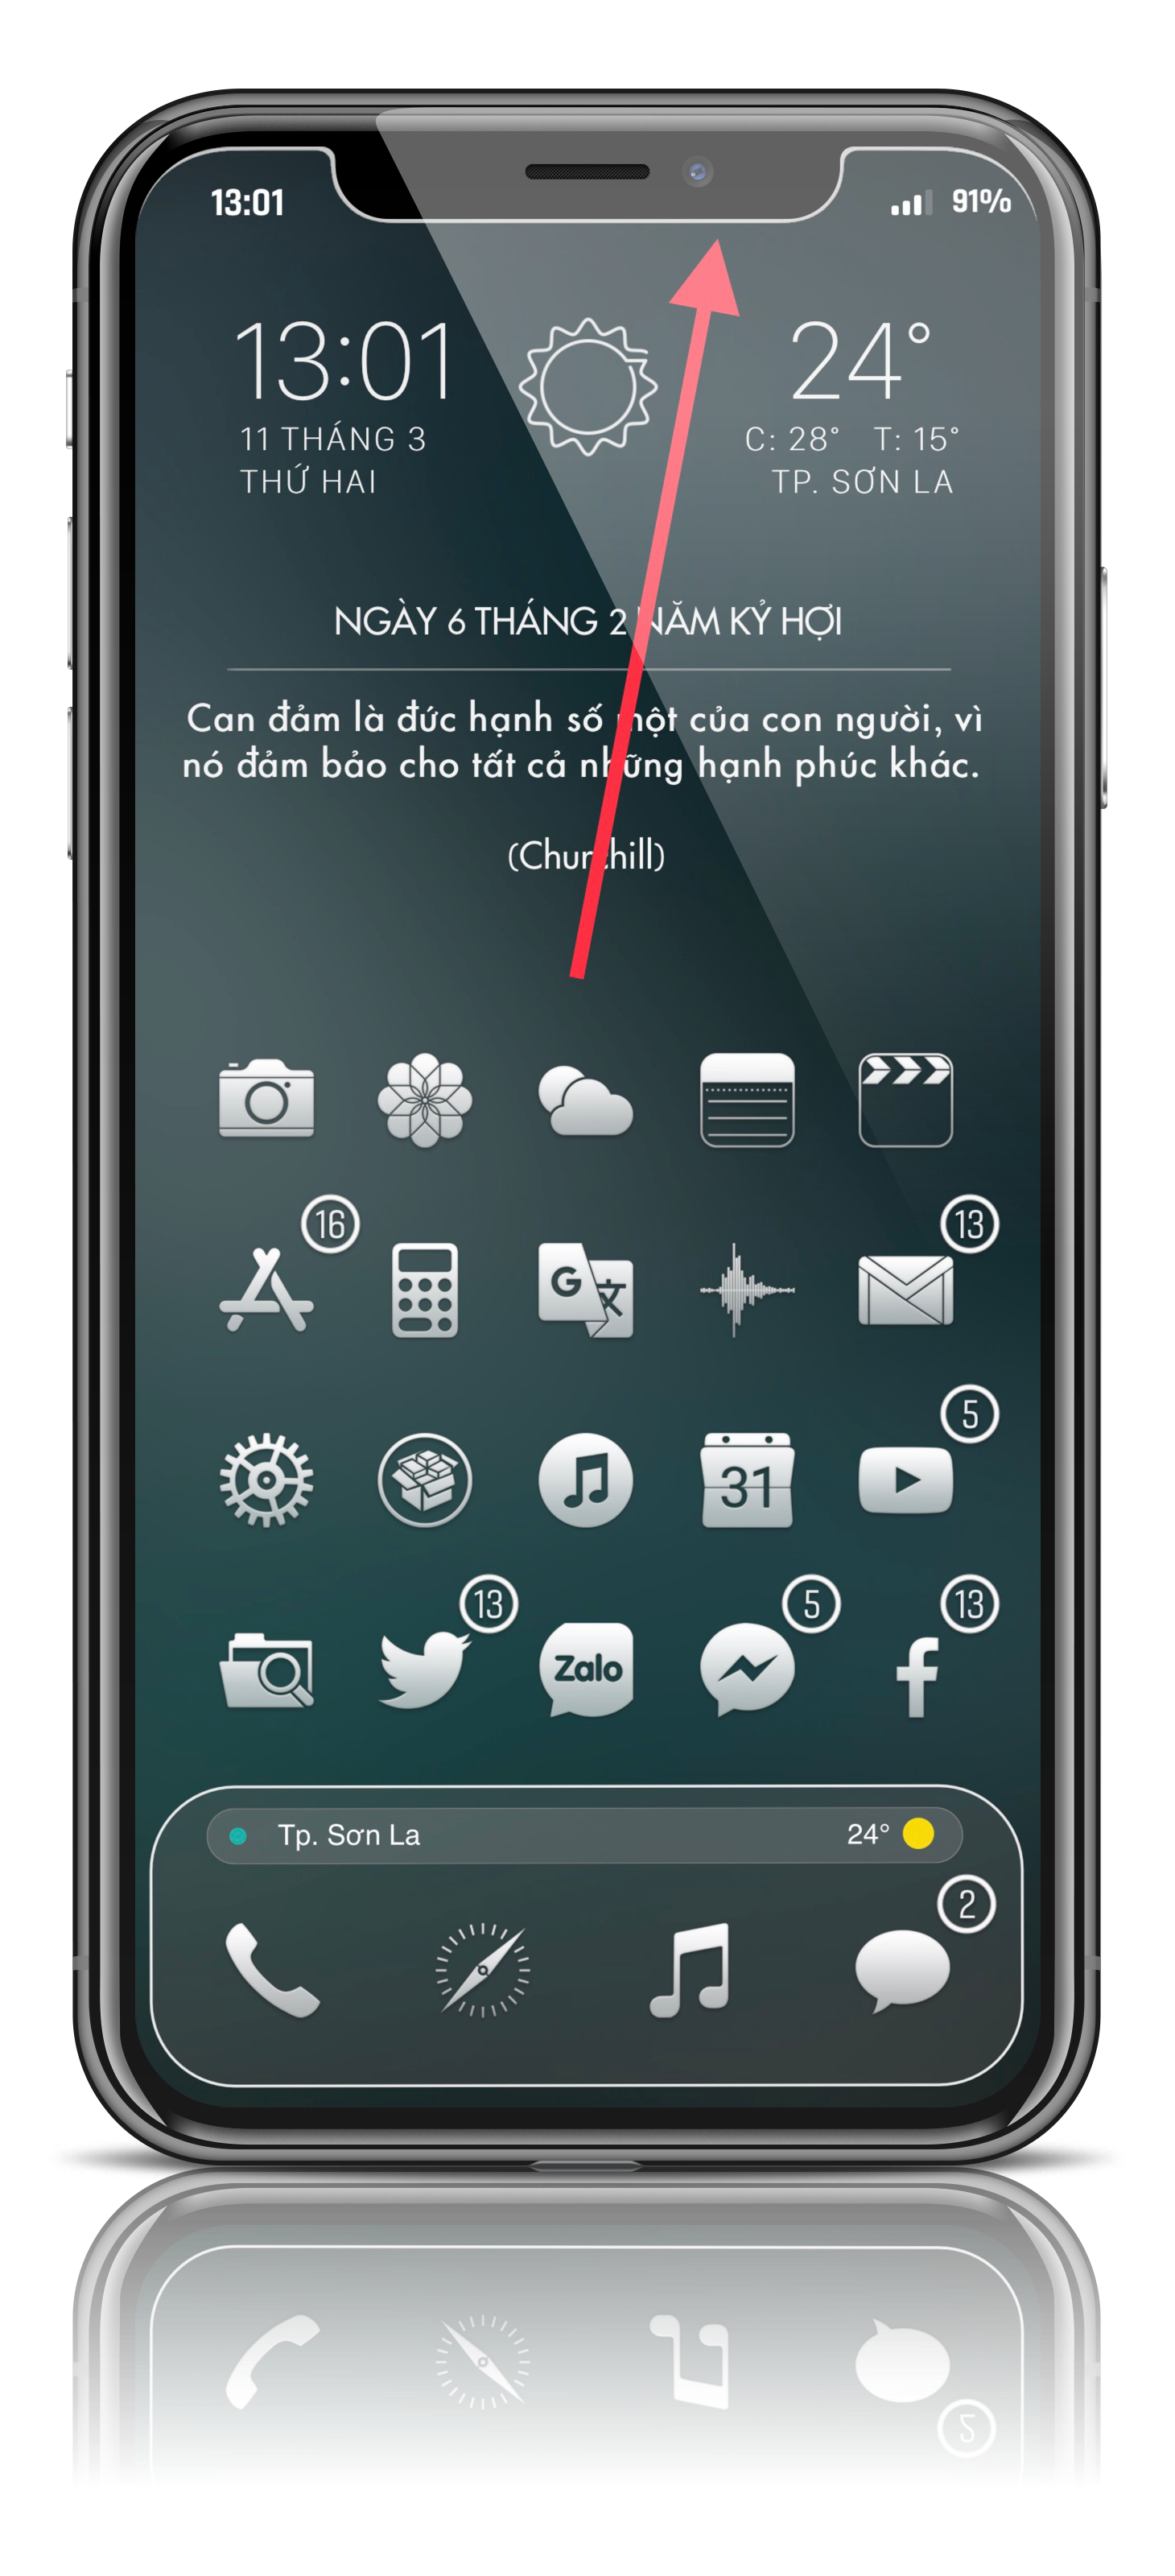 13:01
91%
13:01
24°
11 THÁNG 3
C: 28° T: 15°
THỨ HAI
TP. SƠN LA
NGÀY 6 THÁNG 2 NĂM KỶ HỢI
Can đảm là đức hạnh số một của con người, vì
nó đảm bảo cho tất cả những hạnh phúc khác.
(Churchill)
16
13
G
文
5
31
13
5
13
Zalo
f
Tp. Sơn La
24°
2